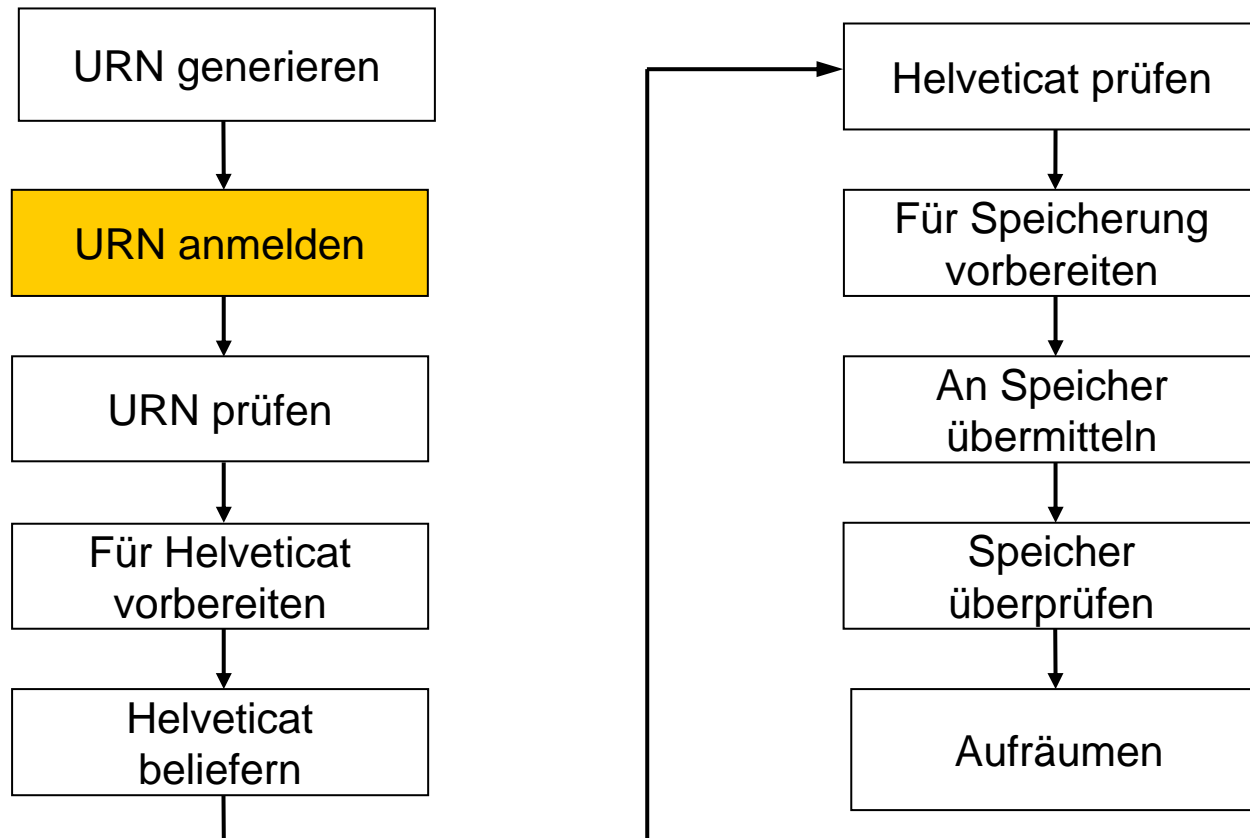 URN generieren
URN anmelden
URN prüfen
Für Helveticat
vorbereiten
Helveticat
beliefern
Helveticat prüfen
Für Speicherung
vorbereiten
An Speicher
übermitteln
Speicher
überprüfen
Aufräumen